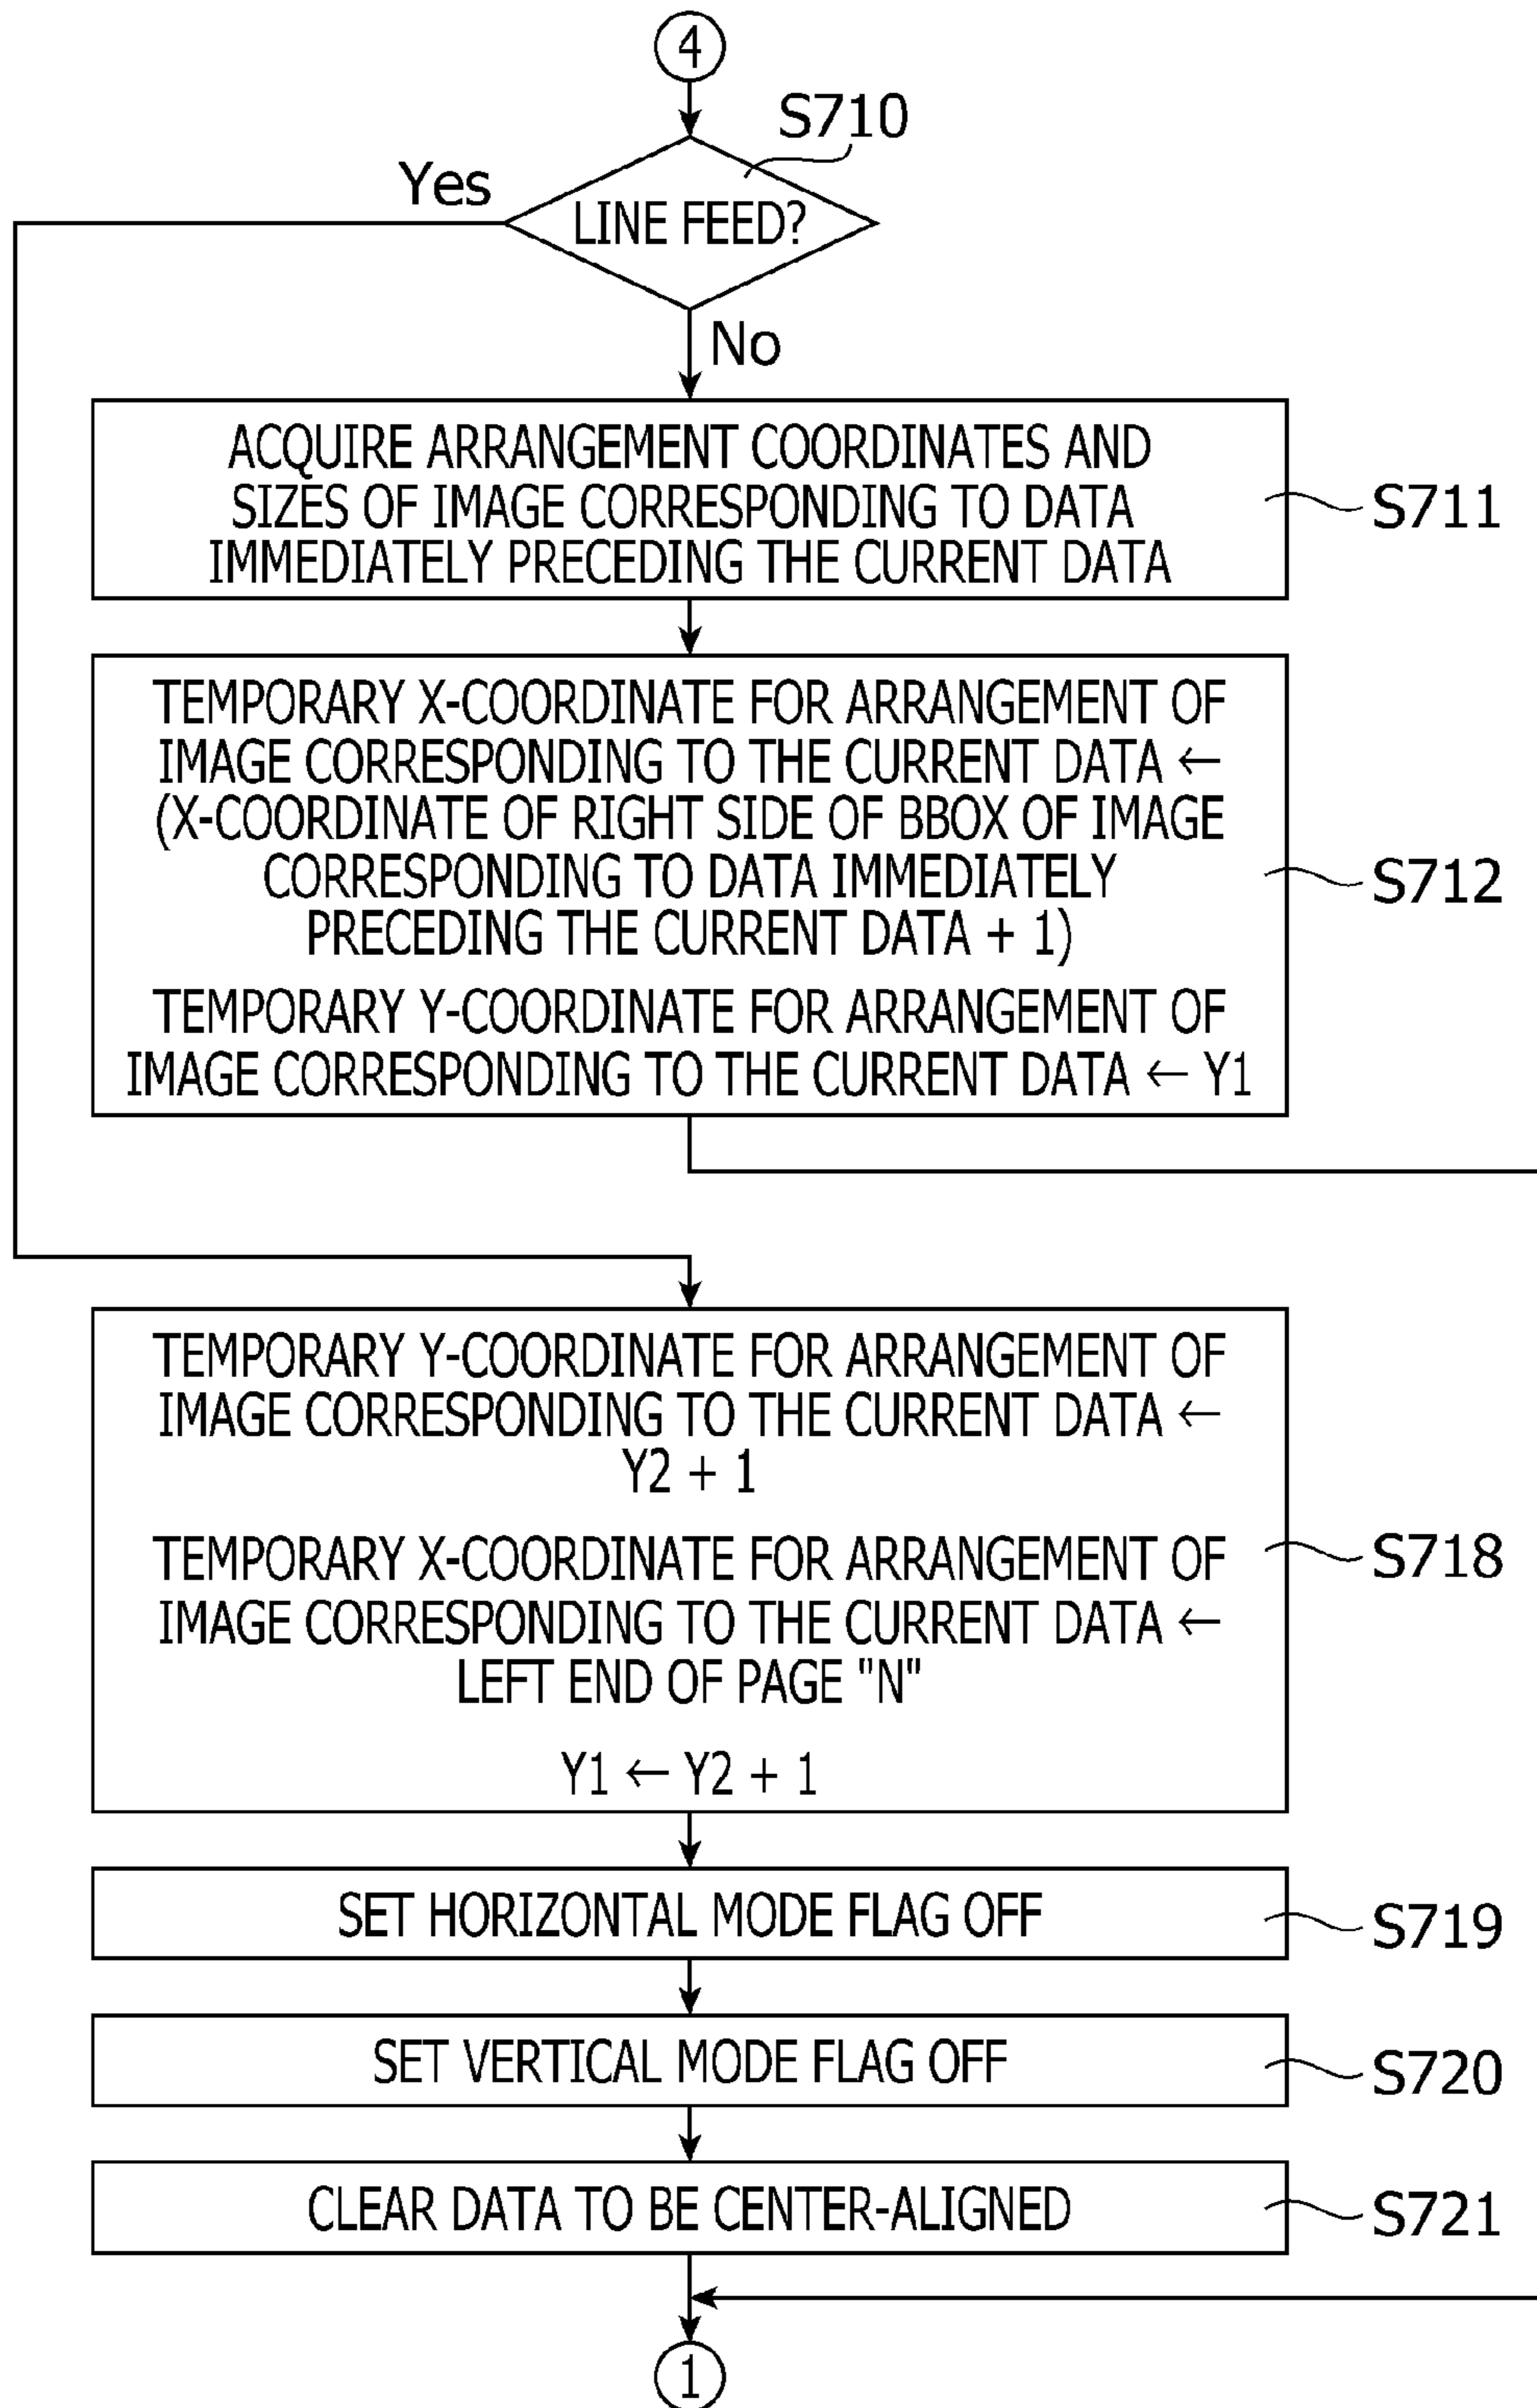 4
S710
Yes
LINE FEED?
No
ACQUIRE ARRANGEMENT COORDINATES AND
SIZES OF IMAGE CORRESPONDING TO DATA
IMMEDIATELY PRECEDING THE CURRENT DATA
S711
TEMPORARY X-COORDINATE FOR ARRANGEMENT OF
IMAGE CORRESPONDING TO THE CURRENT DATA ←
(X-COORDINATE OF RIGHT SIDE OF BBOX OF IMAGE
CORRESPONDING TO DATA IMMEDIATELY
PRECEDING THE CURRENT DATA + 1)
TEMPORARY Y-COORDINATE FOR ARRANGEMENT OF
IMAGE CORRESPONDING TO THE CURRENT DATA ← Y1
S712
TEMPORARY Y-COORDINATE FOR ARRANGEMENT OF
IMAGE CORRESPONDING TO THE CURRENT DATA ←
Y2 + 1
TEMPORARY X-COORDINATE FOR ARRANGEMENT OF
IMAGE CORRESPONDING TO THE CURRENT DATA ←
LEFT END OF PAGE "N"
Y1 ← Y2 + 1
S718
SET HORIZONTAL MODE FLAG OFF
S719
SET VERTICAL MODE FLAG OFF
S720
CLEAR DATA TO BE CENTER-ALIGNED
S721
1